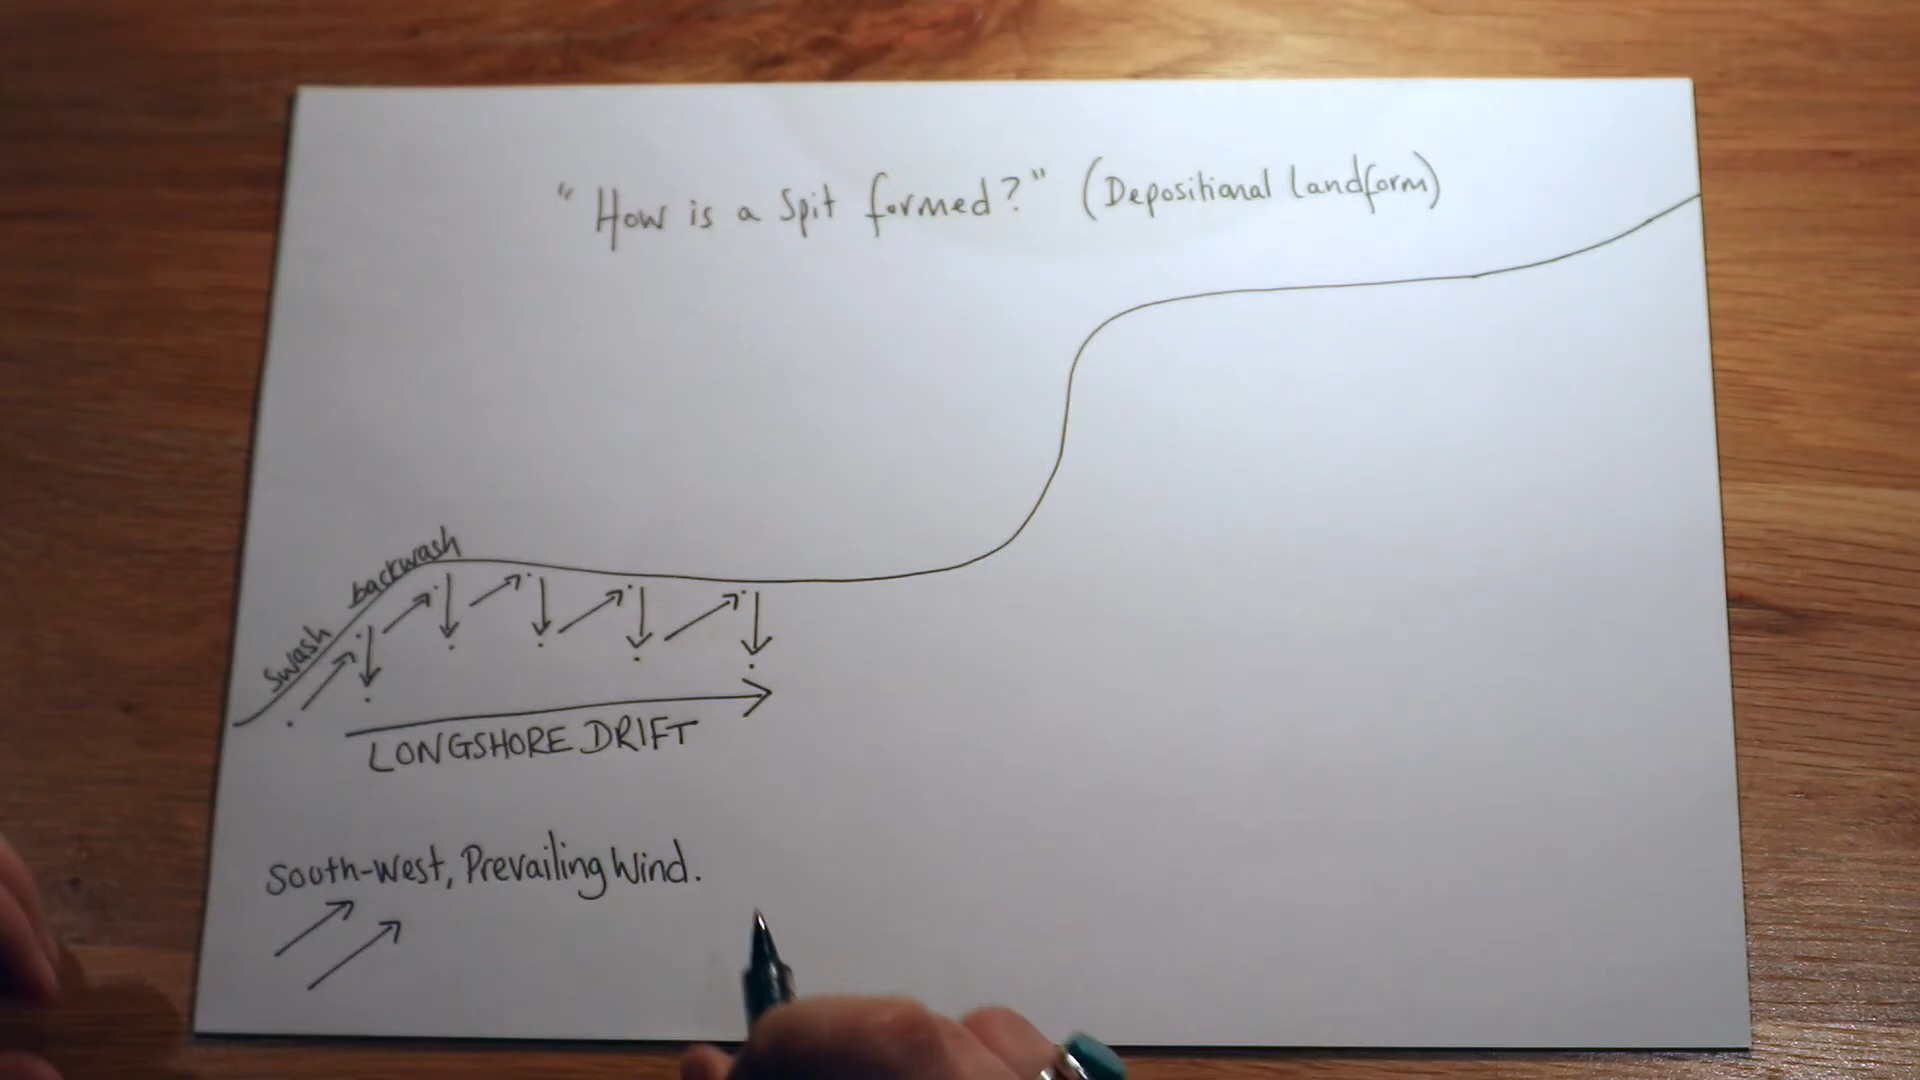 "How is a Spit formed?" (Depositional Landform)
Swash backwash
LONGSHORE DRIFT
South-West, Prevailing Wind.